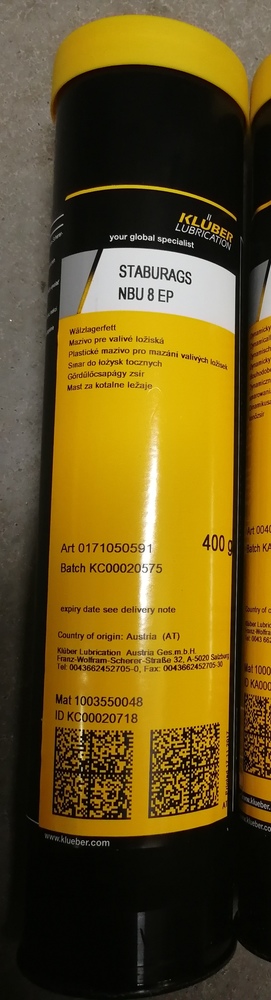 KLÜBER
LUBRICATION
your global specialist
STABURAGS
NBU 8 EP
Wälzlagerfett
Mazivo pre valivé ložiská
Plastické mazivo pro mazání valivých ložisek
Smar do łożysk tocznych
Gördülőcsapágy zsír
Mast za kotalne ležaje
Art 0171050591
400 g
Batch KC00020575
expiry date see delivery note
Country of origin: Austria (AT)
Klüber Lubrication Austria Ges.m.b.H.
Franz-Wolfram-Scherer-Straße 32, A-5020 Salzburg
Tel: 0043662452705-0, Fax: 0043662452705-30
Mat 1003550048
ID KC00020718
www.klueber.com